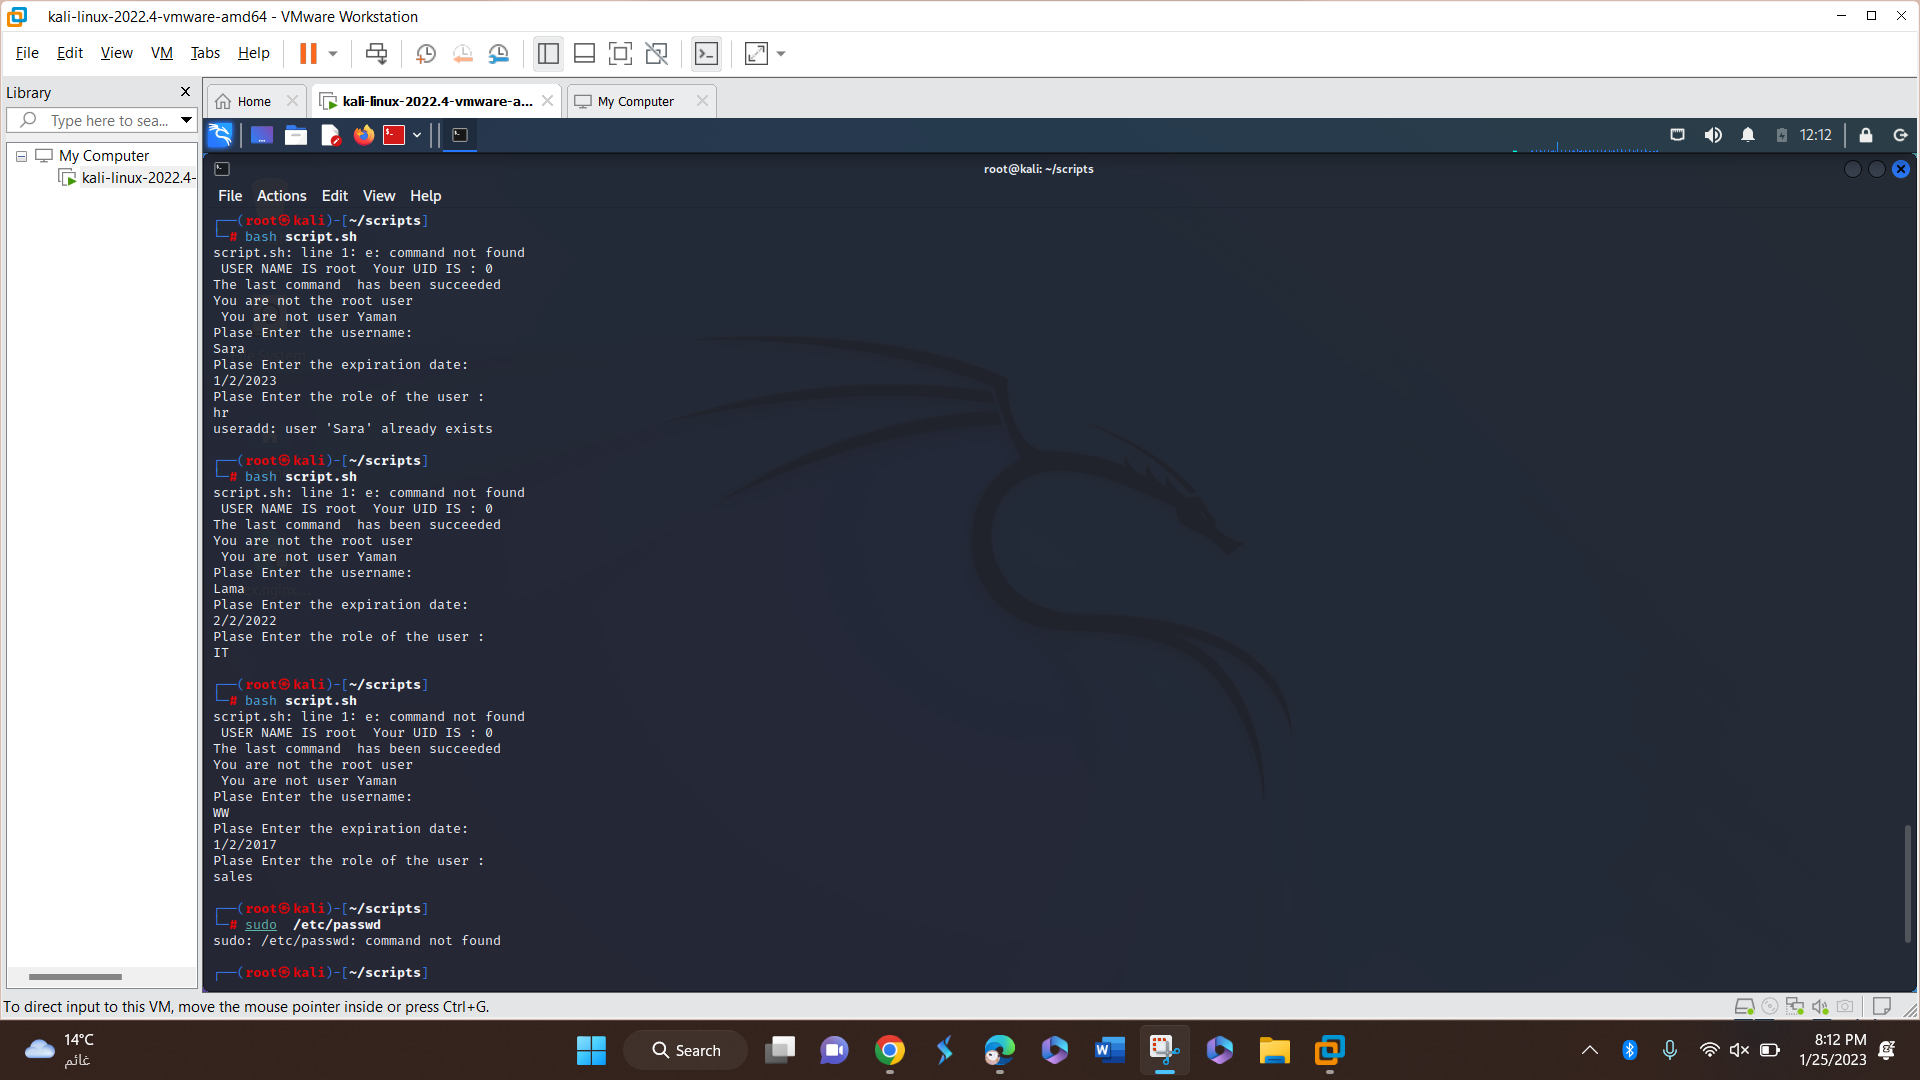 kali-linux-2022.4-vmware-amd64 - VMware Workstation
File Edit View VM Tabs Help
Library
Type here to sea...
My Computer
kali-linux-2022.4-
Home
kali-linux-2022.4-vmware-a...
My Computer
12:12
root@kali: ~/scripts
File Actions Edit View Help
┌──(root㉿kali)-[~/scripts]
└─# bash script.sh
script.sh: line 1: e: command not found
 USER NAME IS root  Your UID IS : 0
The last command  has been succeeded
You are not the root user
 You are not user Yaman
Plase Enter the username:
Sara
Plase Enter the expiration date:
1/2/2023
Plase Enter the role of the user :
hr
useradd: user 'Sara' already exists
┌──(root㉿kali)-[~/scripts]
└─# bash script.sh
script.sh: line 1: e: command not found
 USER NAME IS root  Your UID IS : 0
The last command  has been succeeded
You are not the root user
 You are not user Yaman
Plase Enter the username:
Lama
Plase Enter the expiration date:
2/2/2022
Plase Enter the role of the user :
IT
┌──(root㉿kali)-[~/scripts]
└─# bash script.sh
script.sh: line 1: e: command not found
 USER NAME IS root  Your UID IS : 0
The last command  has been succeeded
You are not the root user
 You are not user Yaman
Plase Enter the username:
WW
Plase Enter the expiration date:
1/2/2017
Plase Enter the role of the user :
sales
┌──(root㉿kali)-[~/scripts]
└─# sudo  /etc/passwd
sudo: /etc/passwd: command not found
┌──(root㉿kali)-[~/scripts]
To direct input to this VM, move the mouse pointer inside or press Ctrl+G.
14°C
غائم
Search
8:12 PM
1/25/2023